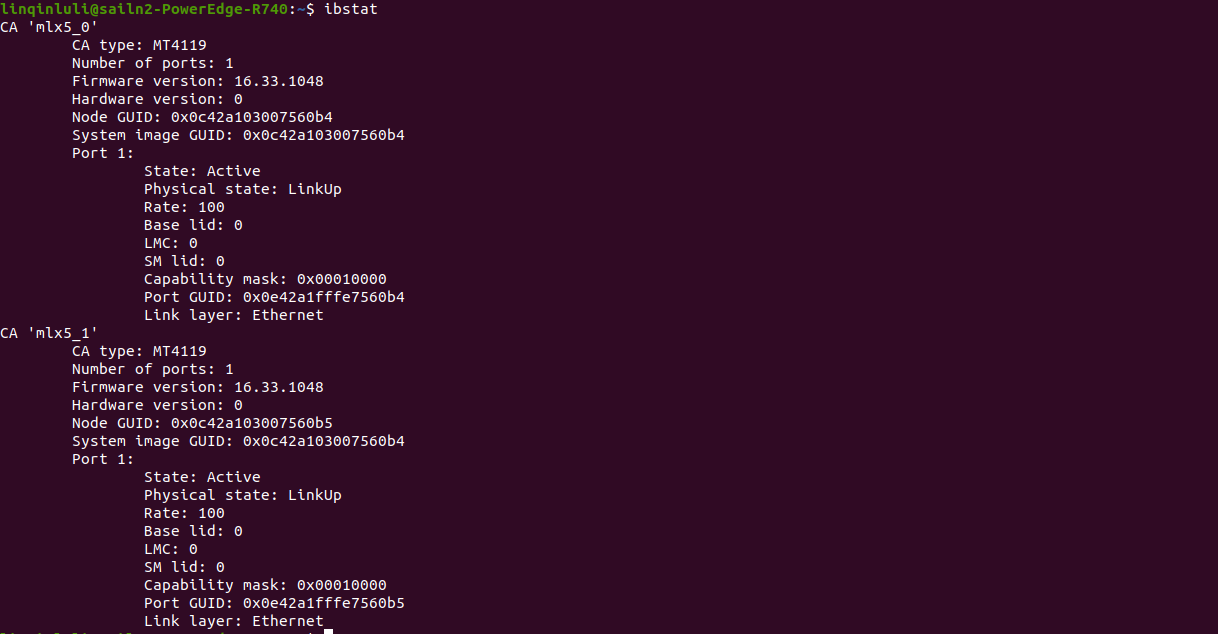 linqinluli@sailn2-PowerEdge-R740:~$ ibstat
CA 'mlx5_0'
CA type: MT4119
Number of ports: 1
Firmware version: 16.33.1048
Hardware version: 0
Node GUID: 0x0c42a103007560b4
System image GUID: 0x0c42a103007560b4
Port 1:
State: Active
Physical state: LinkUp
Rate: 100
Base lid: 0
LMC: 0
SM lid: 0
Capability mask: 0x00010000
Port GUID: 0x0e42a1fffe7560b4
Link layer: Ethernet
CA 'mlx5_1'
CA type: MT4119
Number of ports: 1
Firmware version: 16.33.1048
Hardware version: 0
Node GUID: 0x0c42a103007560b5
System image GUID: 0x0c42a103007560b4
Port 1:
State: Active
Physical state: LinkUp
Rate: 100
Base lid: 0
LMC: 0
SM lid: 0
Capability mask: 0x00010000
Port GUID: 0x0e42a1fffe7560b5
Link layer: Ethernet